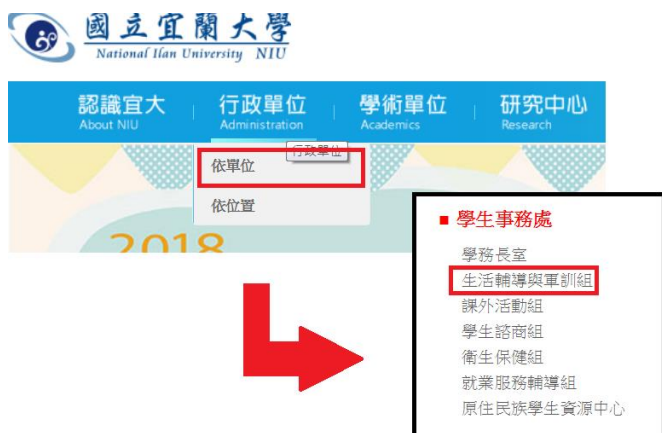 國立宜蘭大學
National Ilan University NIU
認識宜大 行政單位 學術單位 研究中心
About NIU Administration Academics Research
行政單位
依單位
依位置
2018
■ 學生事務處
學務長室
生活輔導與軍訓組
課外活動組
學生諮商組
衛生保健組
就業服務輔導組
原住民族學生資源中心